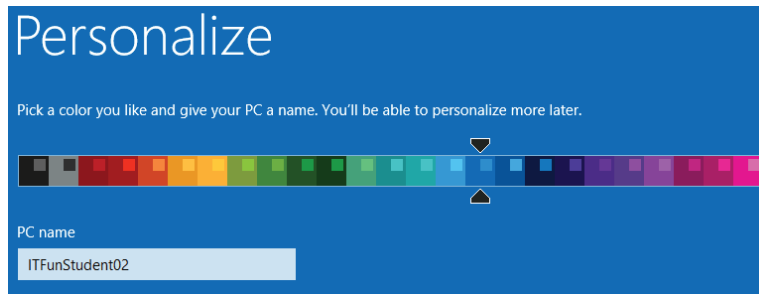 Personalize
Pick a color you like and give your PC a name. You'll be able to personalize more later.
PC name
ITFunStudent02